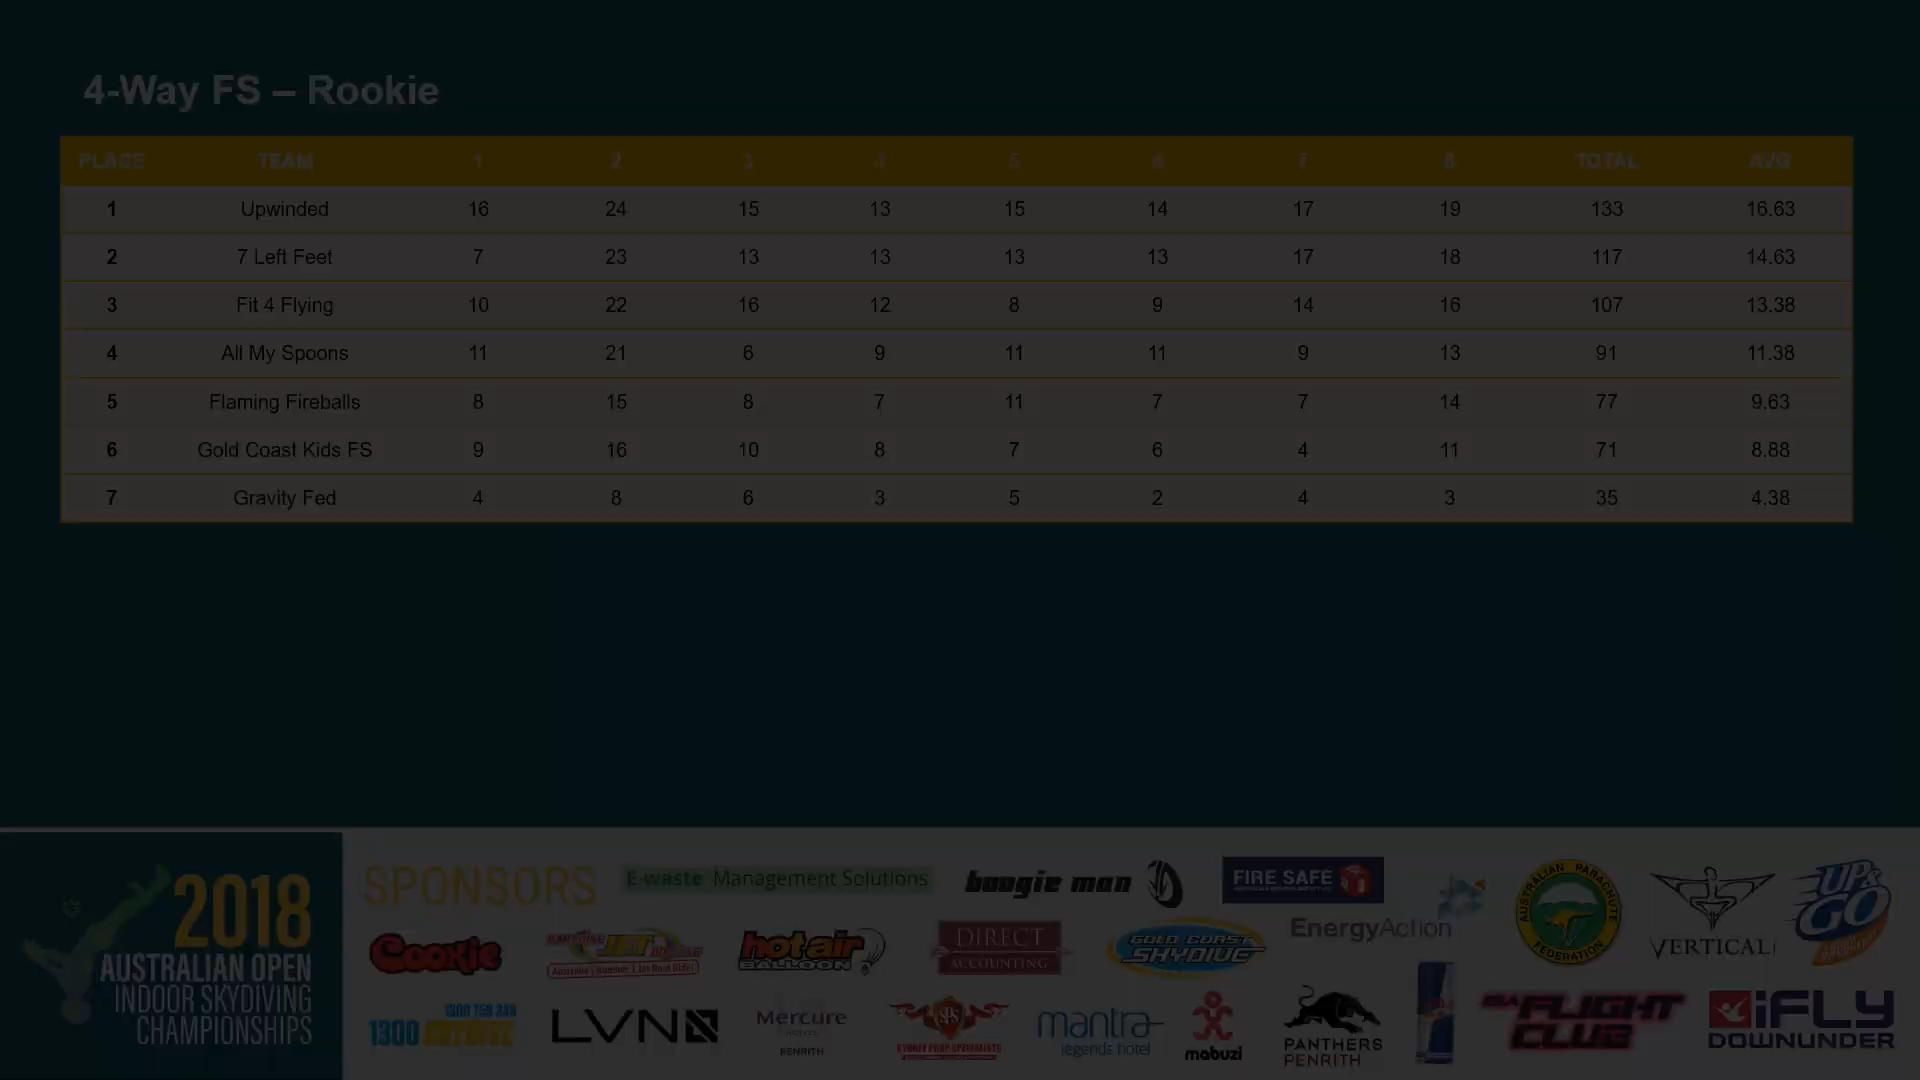 4-Way FS – Rookie
PLACE TEAM 1 2 3 4 5 6 7 8 TOTAL AVG
1 Upwinded 16 24 15 13 15 14 17 19 133 16.63
2 7 Left Feet 7 23 13 13 13 13 17 18 117 14.63
3 Fit 4 Flying 10 22 16 12 8 9 14 16 107 13.38
4 All My Spoons 11 21 6 9 11 11 9 13 91 11.38
5 Flaming Fireballs 8 15 8 7 11 7 7 14 77 9.63
6 Gold Coast Kids FS 9 16 10 8 7 6 4 11 71 8.88
7 Gravity Fed 4 8 6 3 5 2 4 3 35 4.38
2018
AUSTRALIAN OPEN
INDOOR SKYDIVING
CHAMPIONSHIPS
SPONSORS
E-waste Management Solutions
boogie man
FIRE SAFE
EnergyAction
AUSTRALIAN PARACHUTE
FEDERATION
VERTICAL
UP&
GO
Cookie
JET
hot air
BALLOON
DIRECT
ACCOUNTING
GOLD COAST
SKYDIVE
1300
LVN
Mercure
PENRITH
SYDNEY PREP SPECIALISTS
mantra
legends hotel
mabuzi
PANTHERS
PENRITH
FLIGHT
CLUB
iFLY
DOWNUNDER